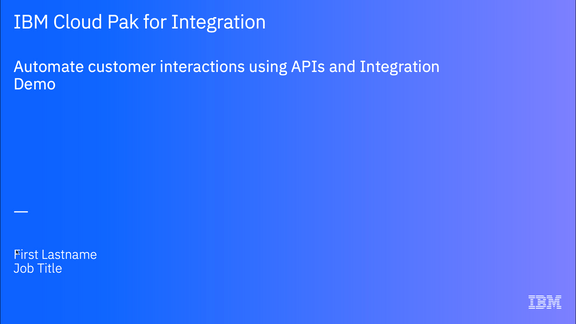 IBM Cloud Pak for Integration
Automate customer interactions using APIs and Integration
Demo
—
First Lastname
Job Title
IBM